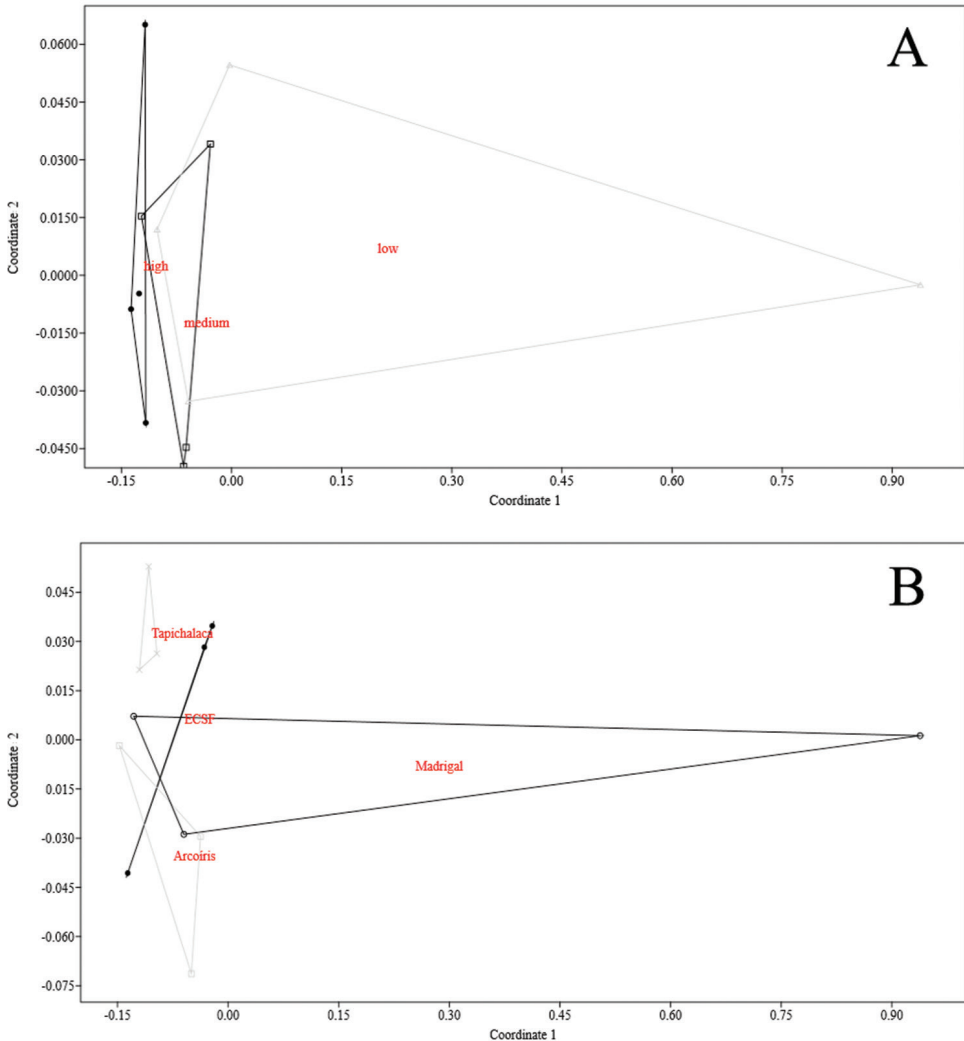 A
0.0600
0.0450
0.0300
0.0150
0.0000
-0.0150
-0.0300
-0.0450
Coordinate 2
low
high
medium
-0.15 0.00 0.15 0.30 0.45 0.60 0.75 0.90
Coordinate 1
B
0.045
0.030
0.015
0.000
0.015
-0.030
-0.045
-0.060
-0.075
Coordinate 2
Tapichalaca
ECSF
Madrigal
Arcoíris
-0.15 0.00 0.15 0.30 0.45 0.60 0.75 0.90
Coordinate 1